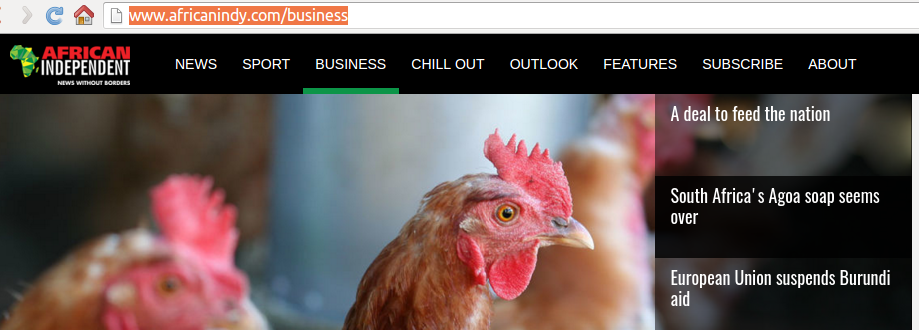 www.africanindy.com/business
AFRICAN
INDEPENDENT
NEWS WITHOUT BORDERS
NEWS SPORT BUSINESS CHILL OUT OUTLOOK FEATURES SUBSCRIBE ABOUT
A deal to feed the nation
South Africa's Agoa soap seems
over
European Union suspends Burundi
aid